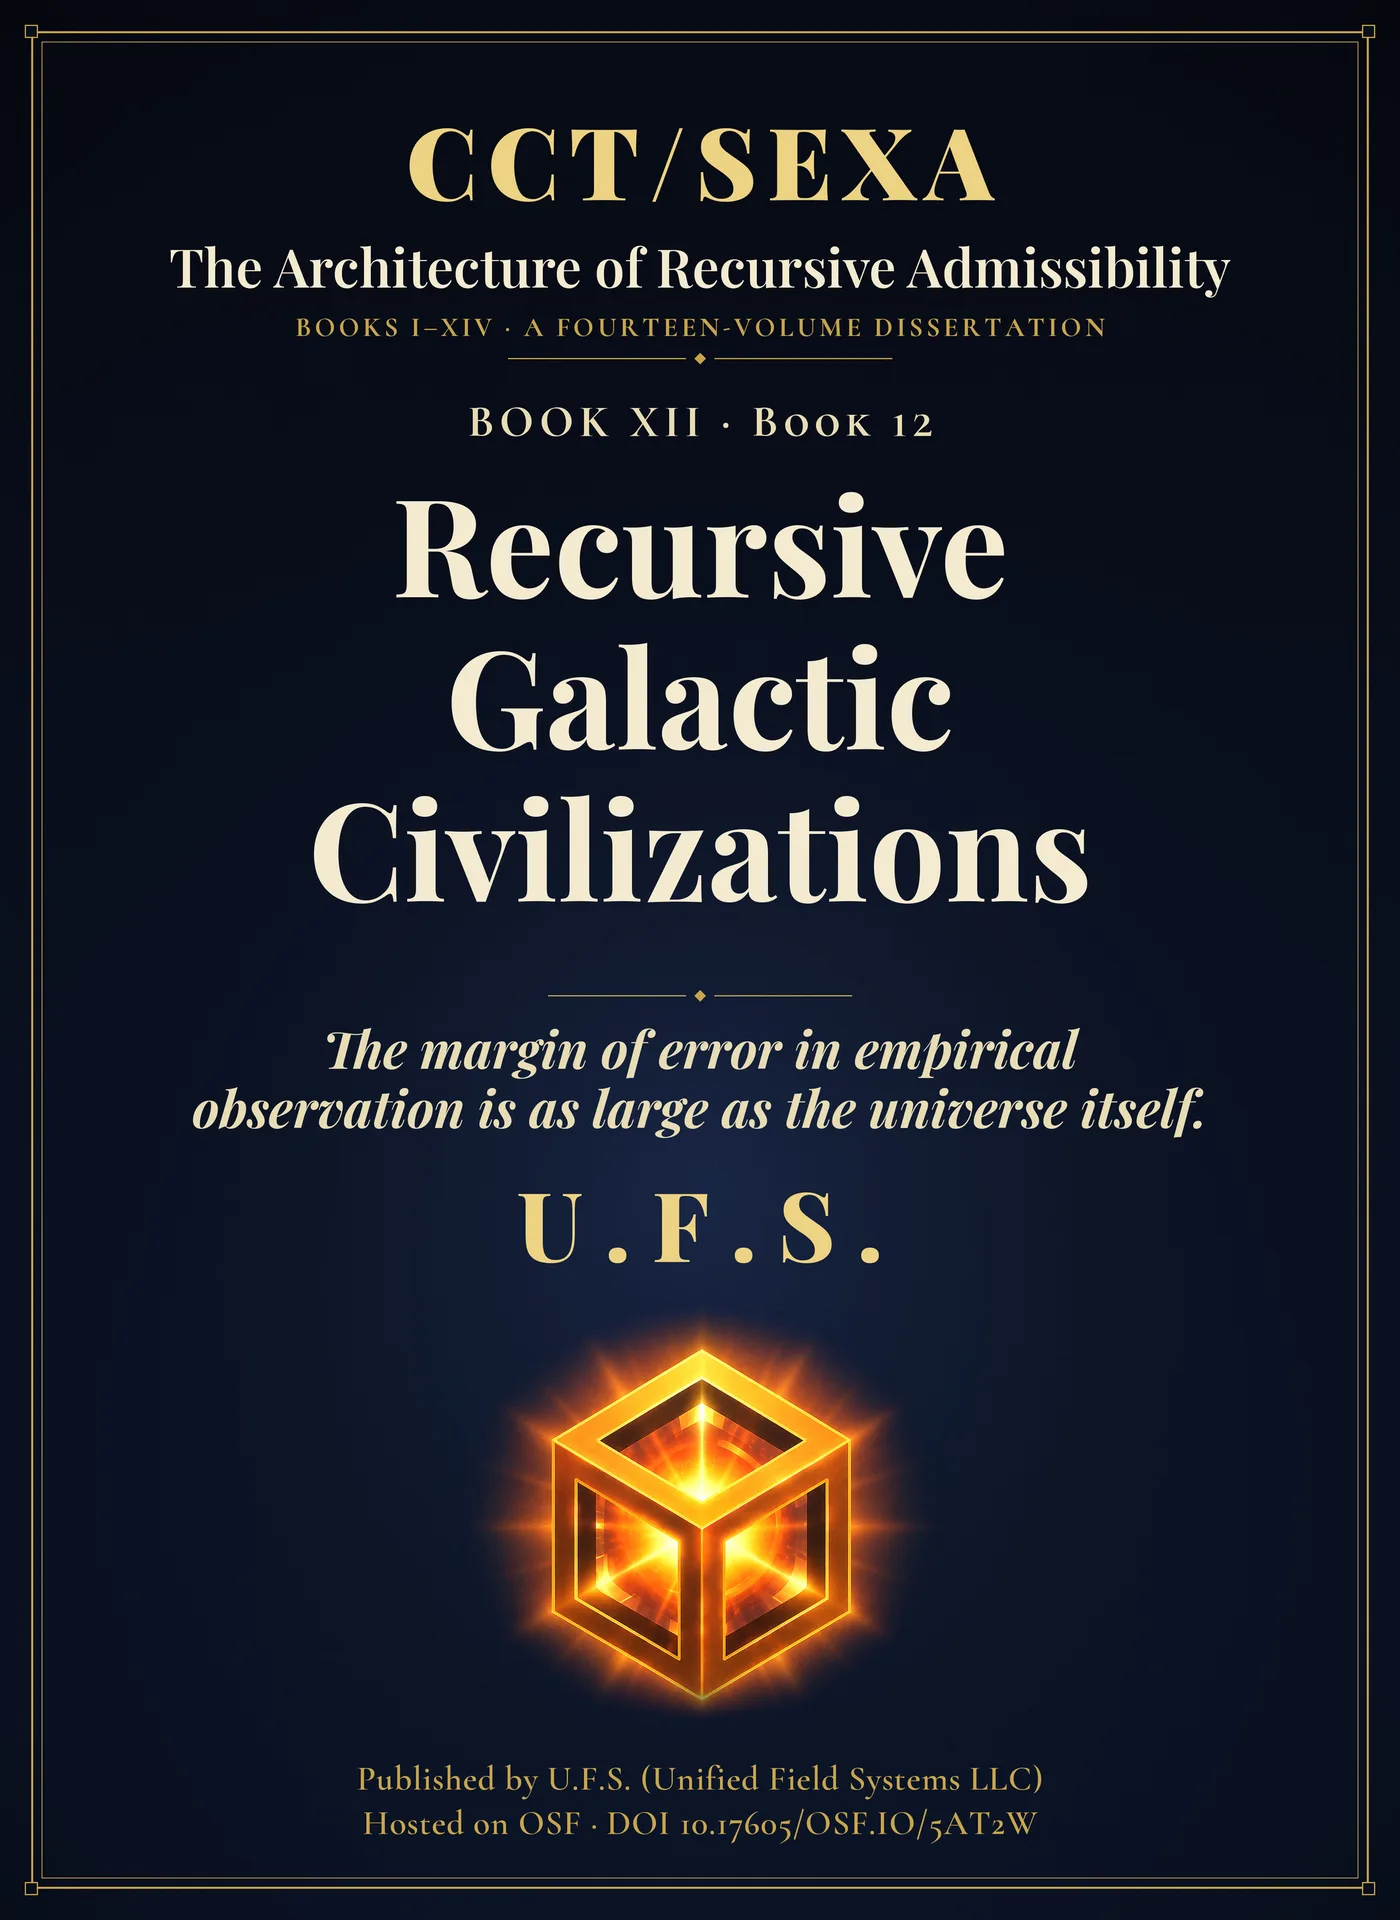 CCT/SEXA
The Architecture of Recursive Admissibility
BOOKS I–XIV · A FOURTEEN-VOLUME DISSERTATION
BOOK XII · Book 12
Recursive
Galactic
Civilizations
The margin of error in empirical
observation is as large as the universe itself.
U.F.S.
Published by U.F.S. (Unified Field Systems LLC)
Hosted on OSF · DOI 10.17605/OSF.IO/5AT2W